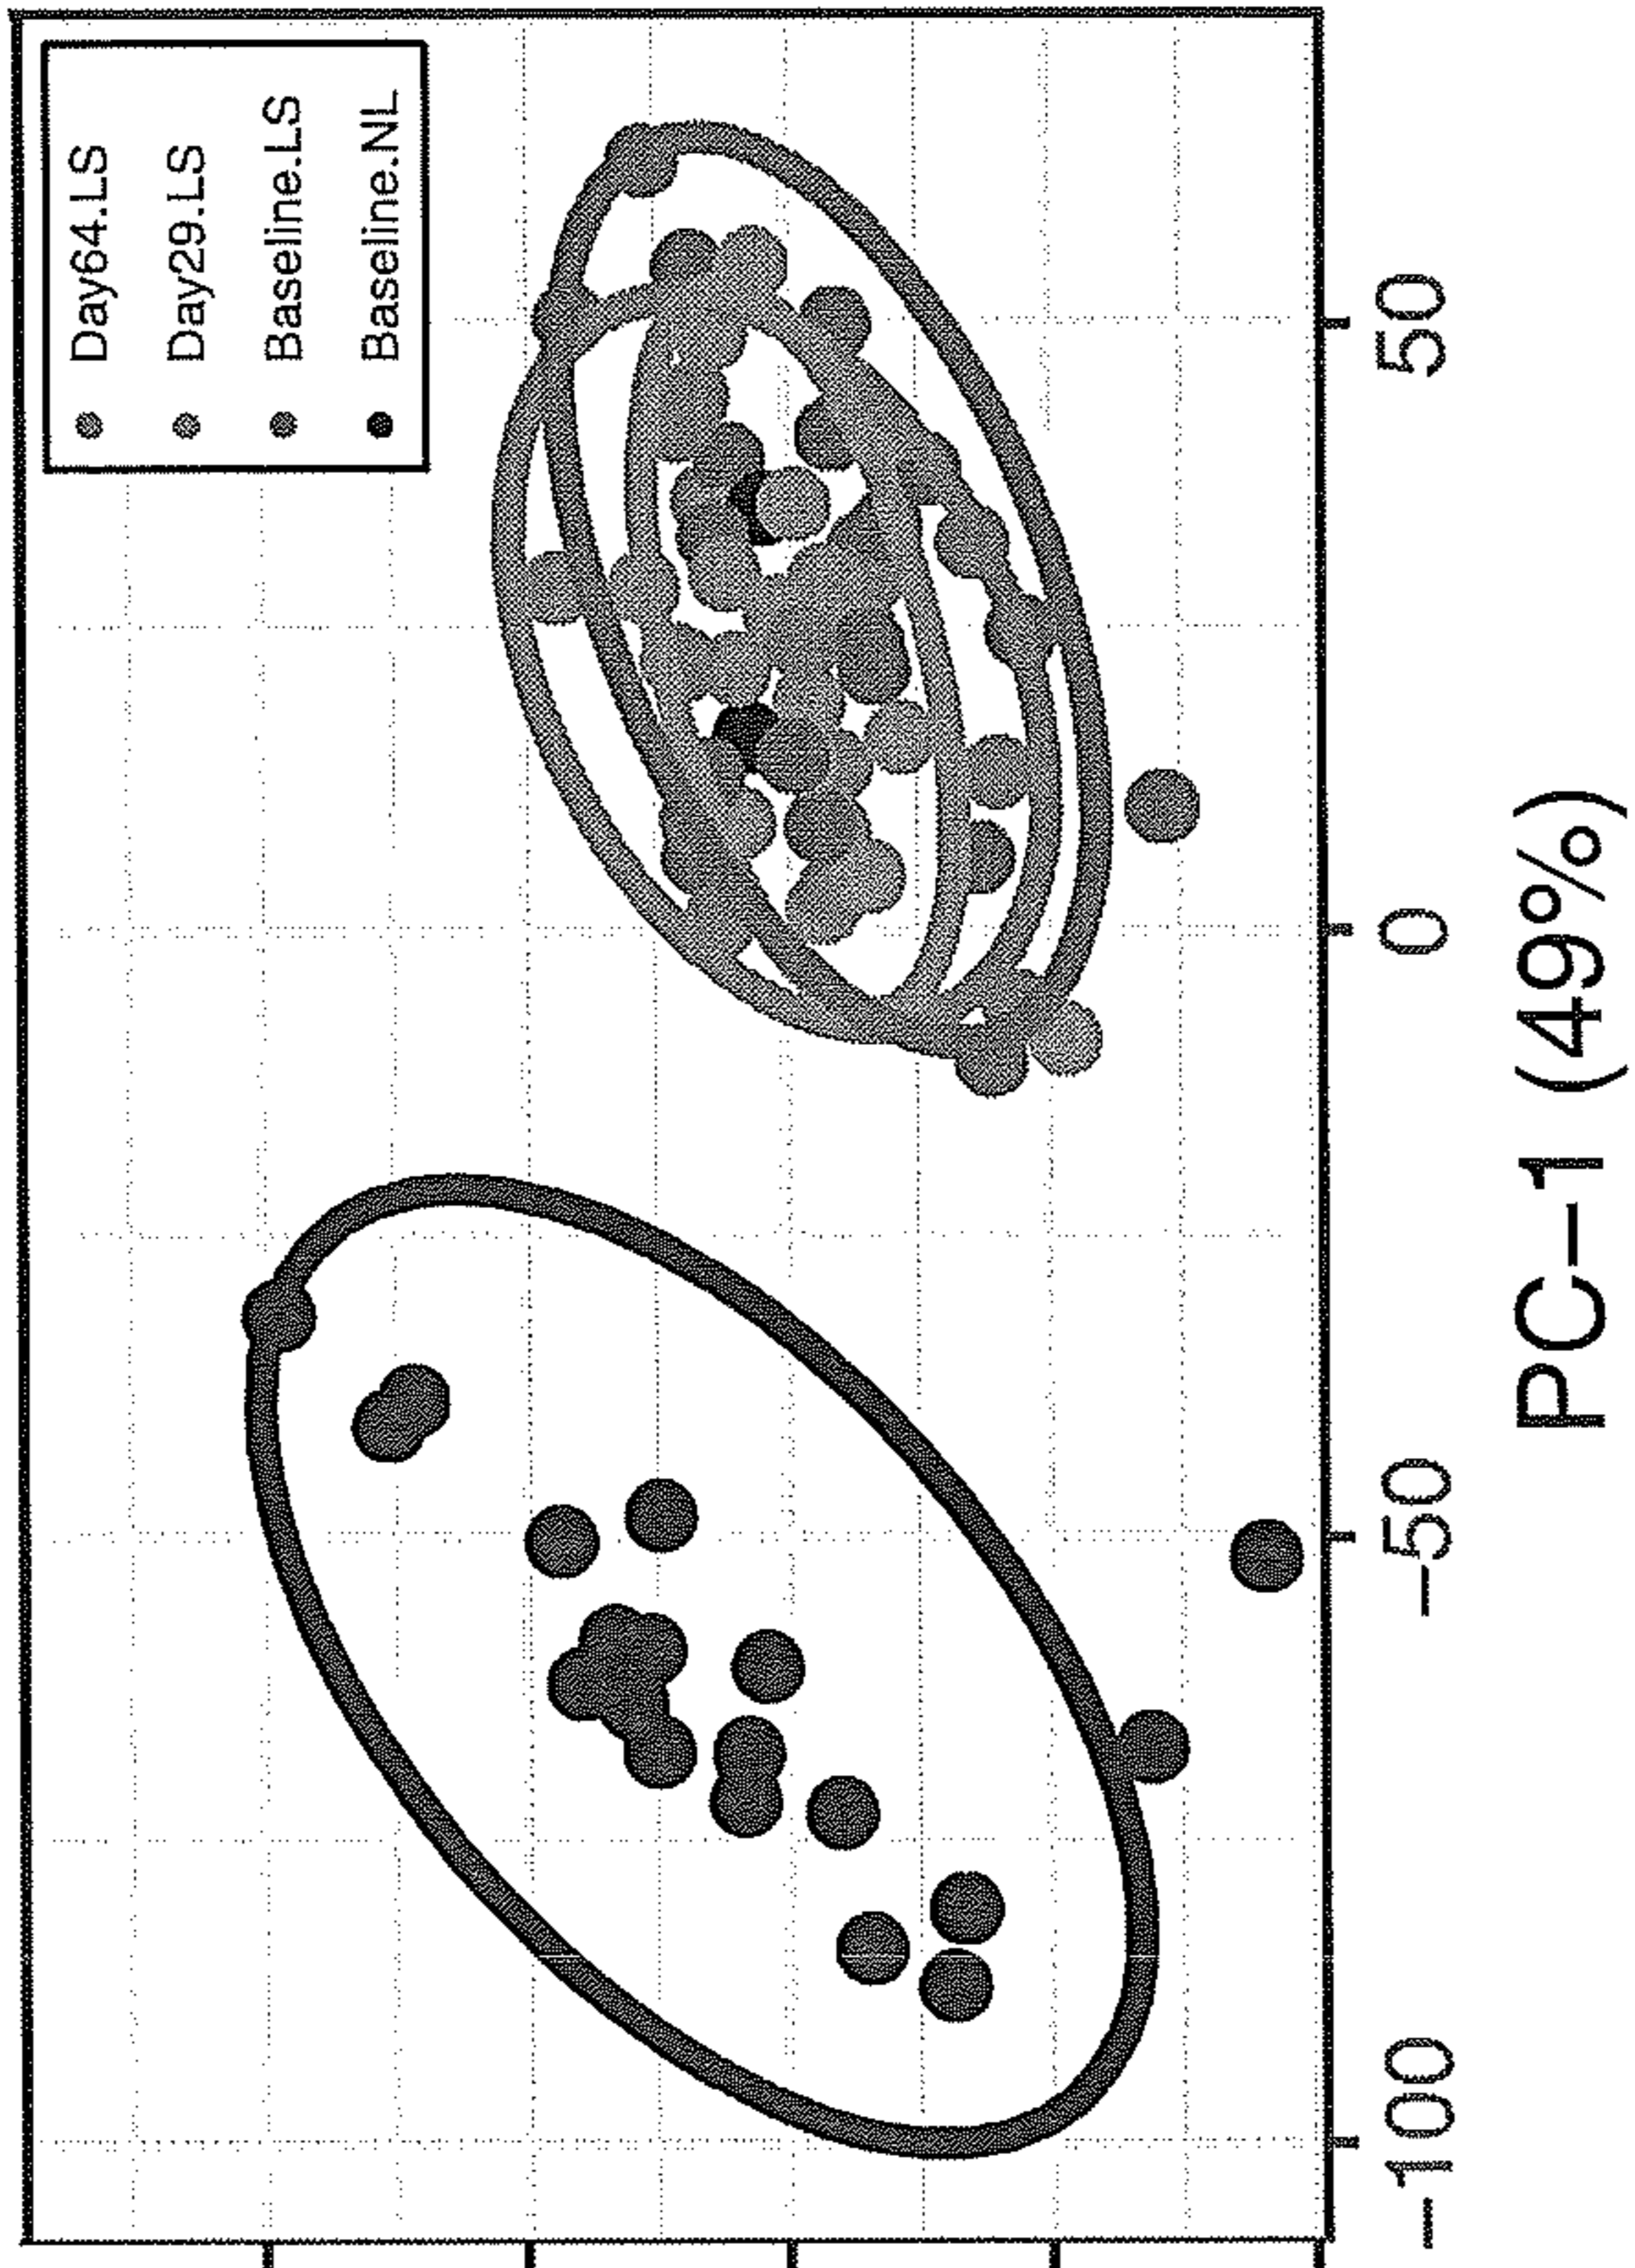 Day64.LS
Day29.LS
Baseline.LS
Baseline.NL
−100
−50
0
50
PC−1 (49%)